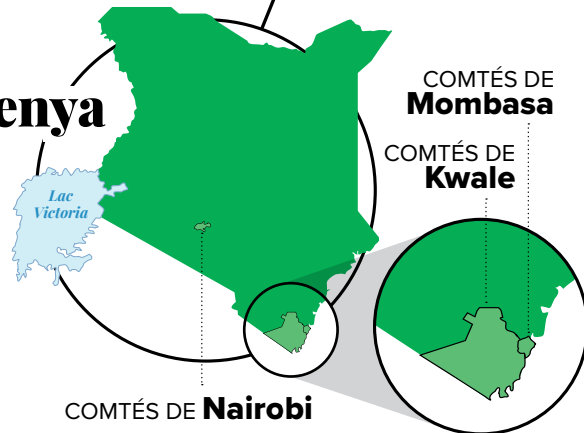 enya
COMTÉS DE
Mombasa
COMTÉS DE
Kwale
Lac
Victoria
COMTÉS DE Nairobi